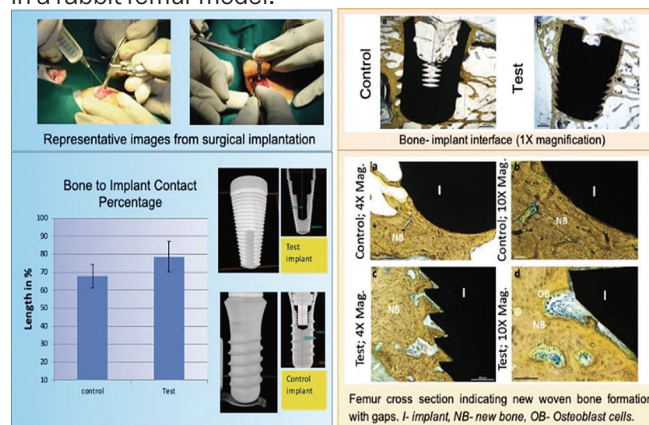 in a rabbit femur model.
Representative images from surgical implantation
Bone to Implant Contact
Percentage
Length in %
100
90
80
70
60
50
40
30
20
10
control
Test
Test
implant
Control
implant
Control
Test
Bone- implant interface (1X magnification)
Control; 4X Mag.
a
I
NB
Control; 10X Mag.
b
I
NB
Test; 4X Mag.
c
I
NB
Test; 10X Mag.
d
OB
I
NB
Femur cross section indicating new woven bone formation
with gaps. I- implant, NB- new bone, OB- Osteoblast cells.